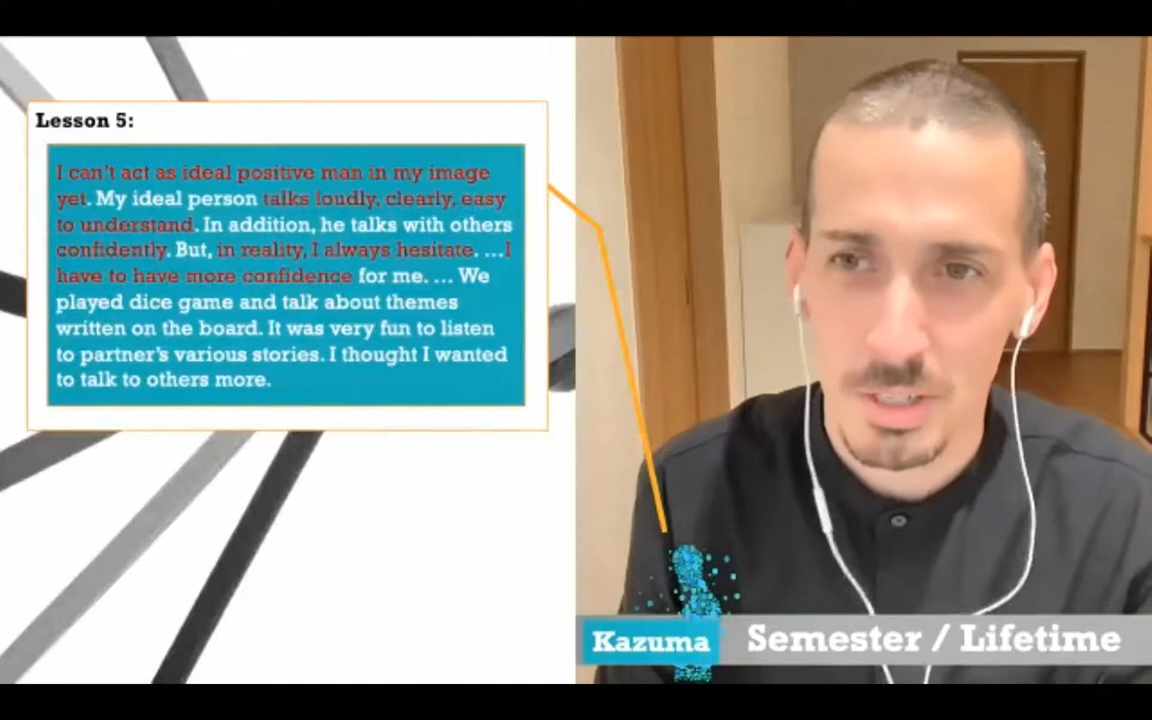 Lesson 5:
I can't act as ideal positive man in my image
yet. My ideal person talks loudly, clearly, easy
to understand. In addition, he talks with others
confidently. But, in reality, I always hesitate. ...I
have to have more confidence for me. ... We
played dice game and talk about themes
written on the board. It was very fun to listen
to partner's various stories. I thought I wanted
to talk to others more.
Kazuma
Semester / Lifetime